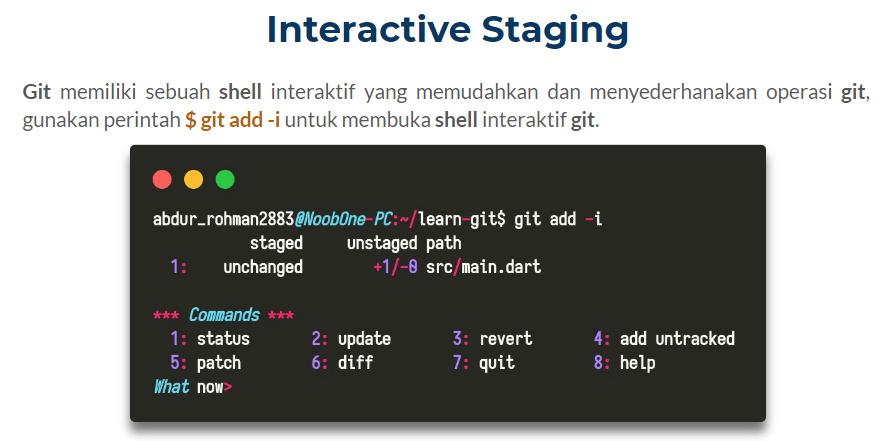 Interactive Staging
Git memiliki sebuah shell interaktif yang memudahkan dan menyederhanakan operasi git,
gunakan perintah $ git add -i untuk membuka shell interaktif git.
abdur_rohman2883@NoobOne-PC:~/learn-git$ git add -i
           staged     unstaged path
  1:    unchanged        +1/-0 src/main.dart
*** Commands ***
  1: status       2: update       3: revert       4: add untracked
  5: patch        6: diff         7: quit         8: help
What now>